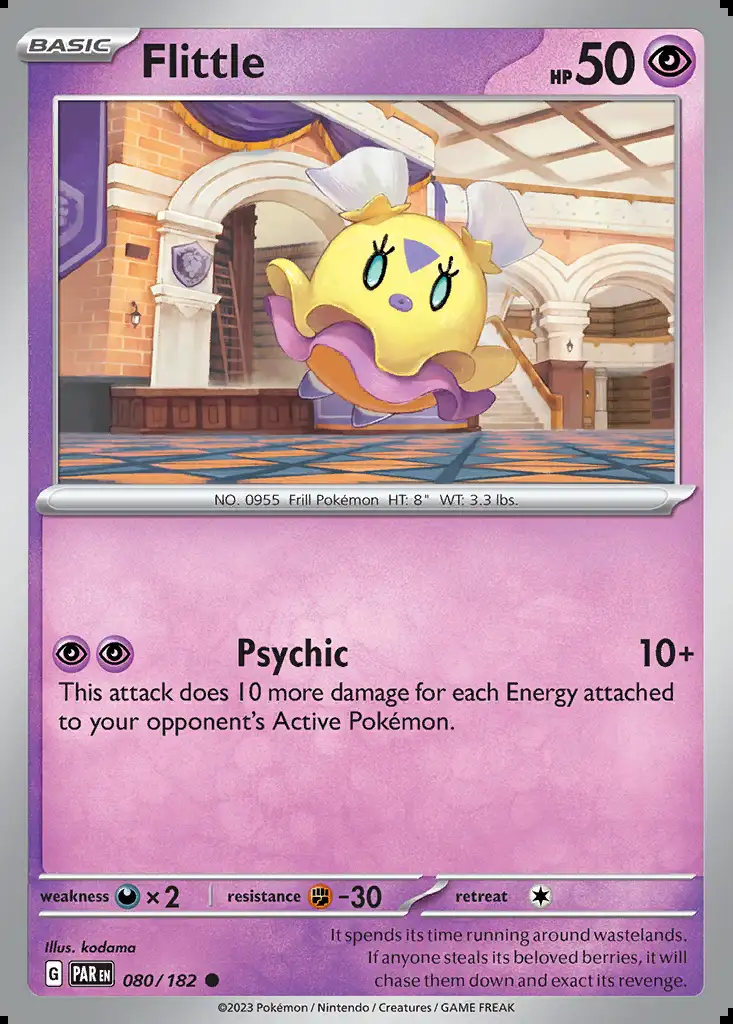 BASIC
Flittle
HP 50
NO. 0955 Frill Pokémon HT: 8" WT: 3.3 lbs.
Psychic 10+
This attack does 10 more damage for each Energy attached
to your opponent's Active Pokémon.
weakness ×2 resistance -30 retreat
Illus. kodama
It spends its time running around wastelands.
If anyone steals its beloved berries, it will
chase them down and exact its revenge.
G PAR EN 080/182
©2023 Pokémon / Nintendo / Creatures / GAME FREAK